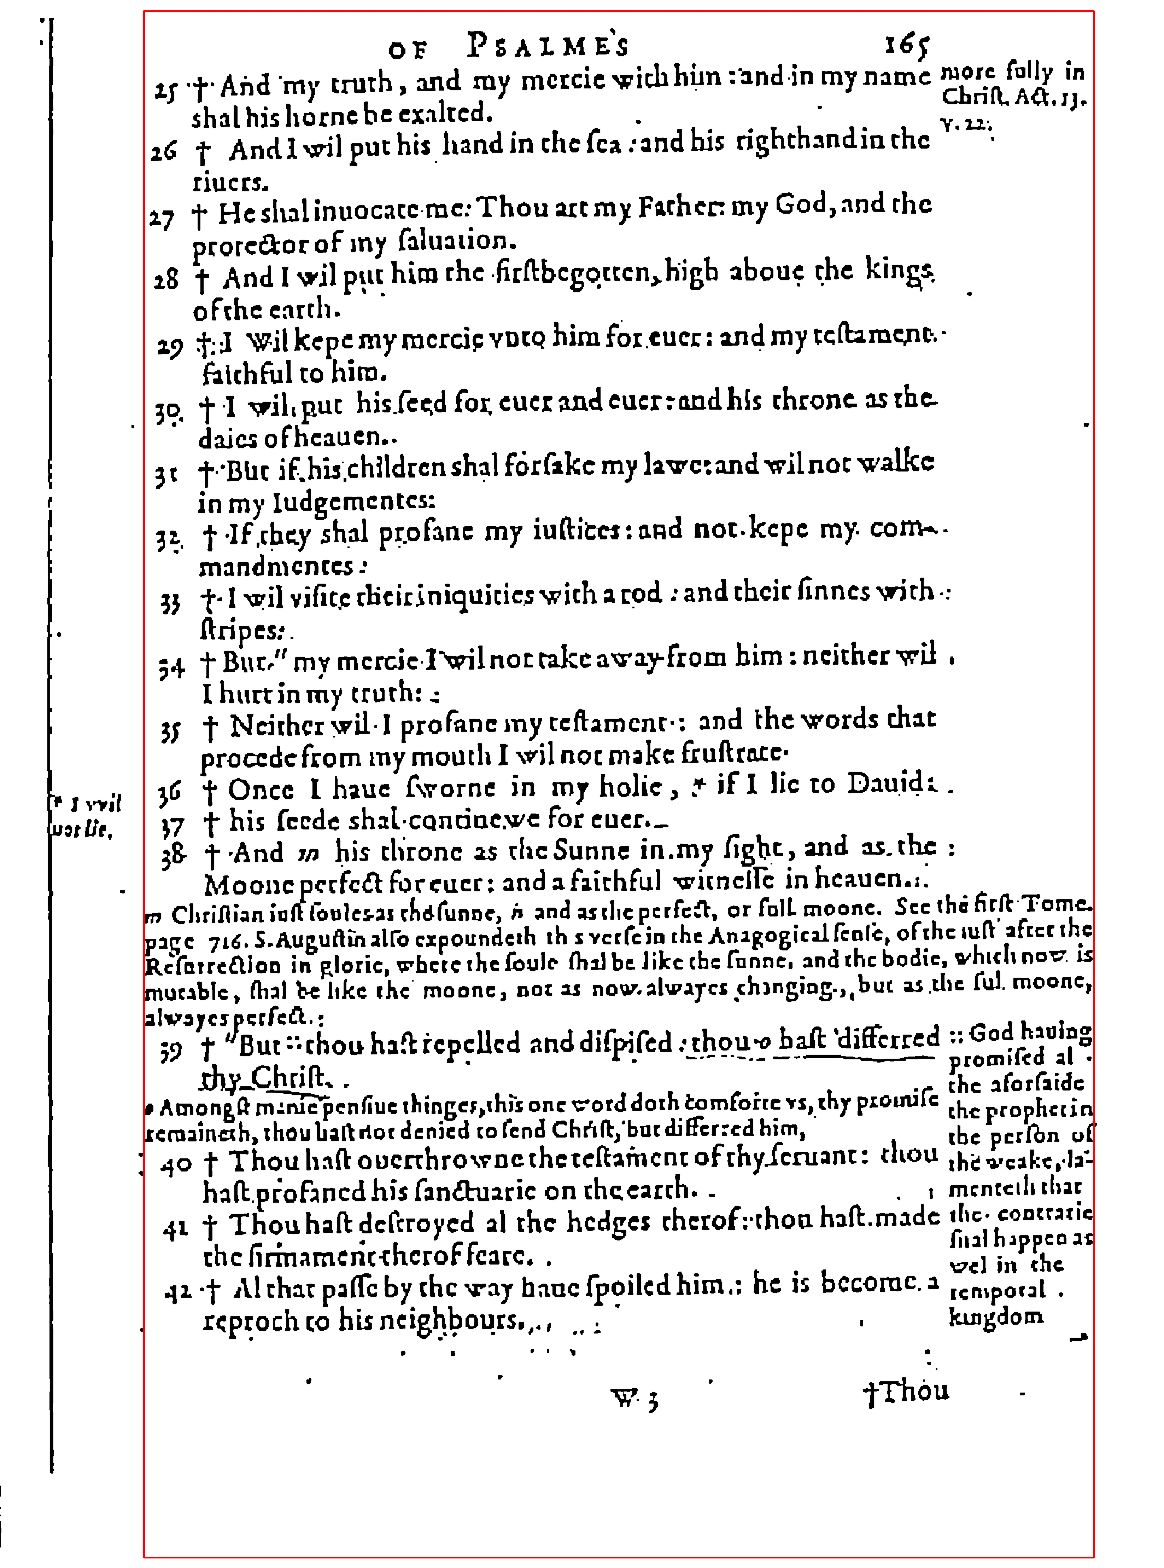 OF PSALMES 165
25 † And my truth, and my mercie with him : and in my name
shal his horne be exalted.
more fully in
Chriſt. Act. 13.
v. 22.
26 † And I wil put his hand in the ſea : and his righthand in the
riuers.
27 † He shal inuocate me: Thou art my Father: my God, and the
protector of my ſaluation.
28 † And I wil put him the firſtbegotten, high aboue the kings
of the earth.
29 † I wil kepe my mercie vnto him for euer: and my teſtament
faithful to him.
30 † I wil put his ſeed for euer and euer: and his throne as the
daies of heauen.
31 † But if his children shal forſake my lawe: and wil not walke
in my Iudgementes:
32 † If they shal profane my iuſtices: and not kepe my com-
mandmentes:
33 † I wil viſite their iniquities with a rod : and their ſinnes with
ſtripes:
34 † But " my mercie I wil not take away from him : neither wil
I hurt in my truth:
35 † Neither wil I profane my teſtament : and the words that
procede from my mouth I wil not make fruſtrate.
36 † Once I haue ſworne in my holie, * if I lie to Dauid:
* I vvil
not lie.
37 † his ſeede shal continewe for euer.
38 † And m his throne as the Sunne in my ſight, and as the
Moone perfect for euer: and a faithful witneſſe in heauen.
m Chriſtian iuſt ſoules as the ſunne, n and as the perfect, or full moone. See the firſt Tome.
page 716. S. Auguſtin alſo expoundeth th s verſe in the Anagogical ſenſe, of the iuſt after the
Reſurrection in glorie, where the ſoule ſhal be like the ſunne, and the bodie, which now is
mutable, ſhal be like the moone, not as now alwayes changing, but as the ful moone,
alwayes perfect.
39 † "But :: thou haſt repelled and diſpiſed : thou o haſt differred
thy Chriſt.
o Amongſt manie penſiue thinges, this one word doth comforte vs, thy promiſe
remaineth, thou haſt not denied to ſend Chriſt, but differred him,
:: God hauing
promiſed al
the aforſaide
the prophet in
the perſon of
the weake, la-
menteth that
the contrarie
ſhal happen as
wel in the
temporal
kingdom
40 † Thou haſt ouerthrowne the teſtament of thy ſeruant: thou
haſt profaned his ſanctuarie on the earth.
41 † Thou haſt deſtroyed al the hedges therof: thou haſt made
the firmament therof feare.
42 † Al that paſſe by the way haue ſpoiled him: he is become a
reproch to his neighbours.
W 3 †Thou